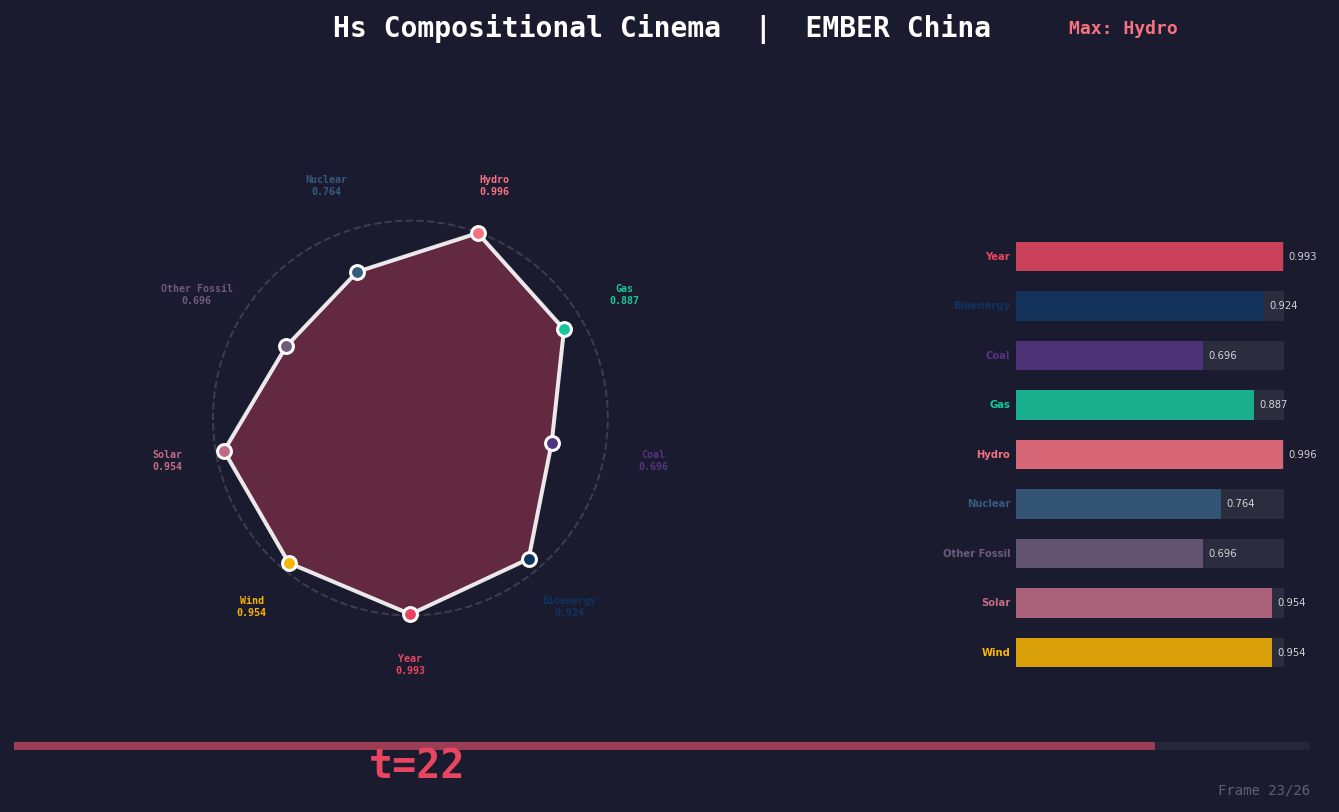 Hs Compositional Cinema | EMBER China
Max: Hydro
Nuclear
0.764
Hydro
0.996
Other Fossil
0.696
Gas
0.887
Solar
0.954
Coal
0.696
Wind
0.954
Bioenergy
0.924
Year
0.993
Year 0.993
Bioenergy 0.924
Coal 0.696
Gas 0.887
Hydro 0.996
Nuclear 0.764
Other Fossil 0.696
Solar 0.954
Wind 0.954
t=22
Frame 23/26